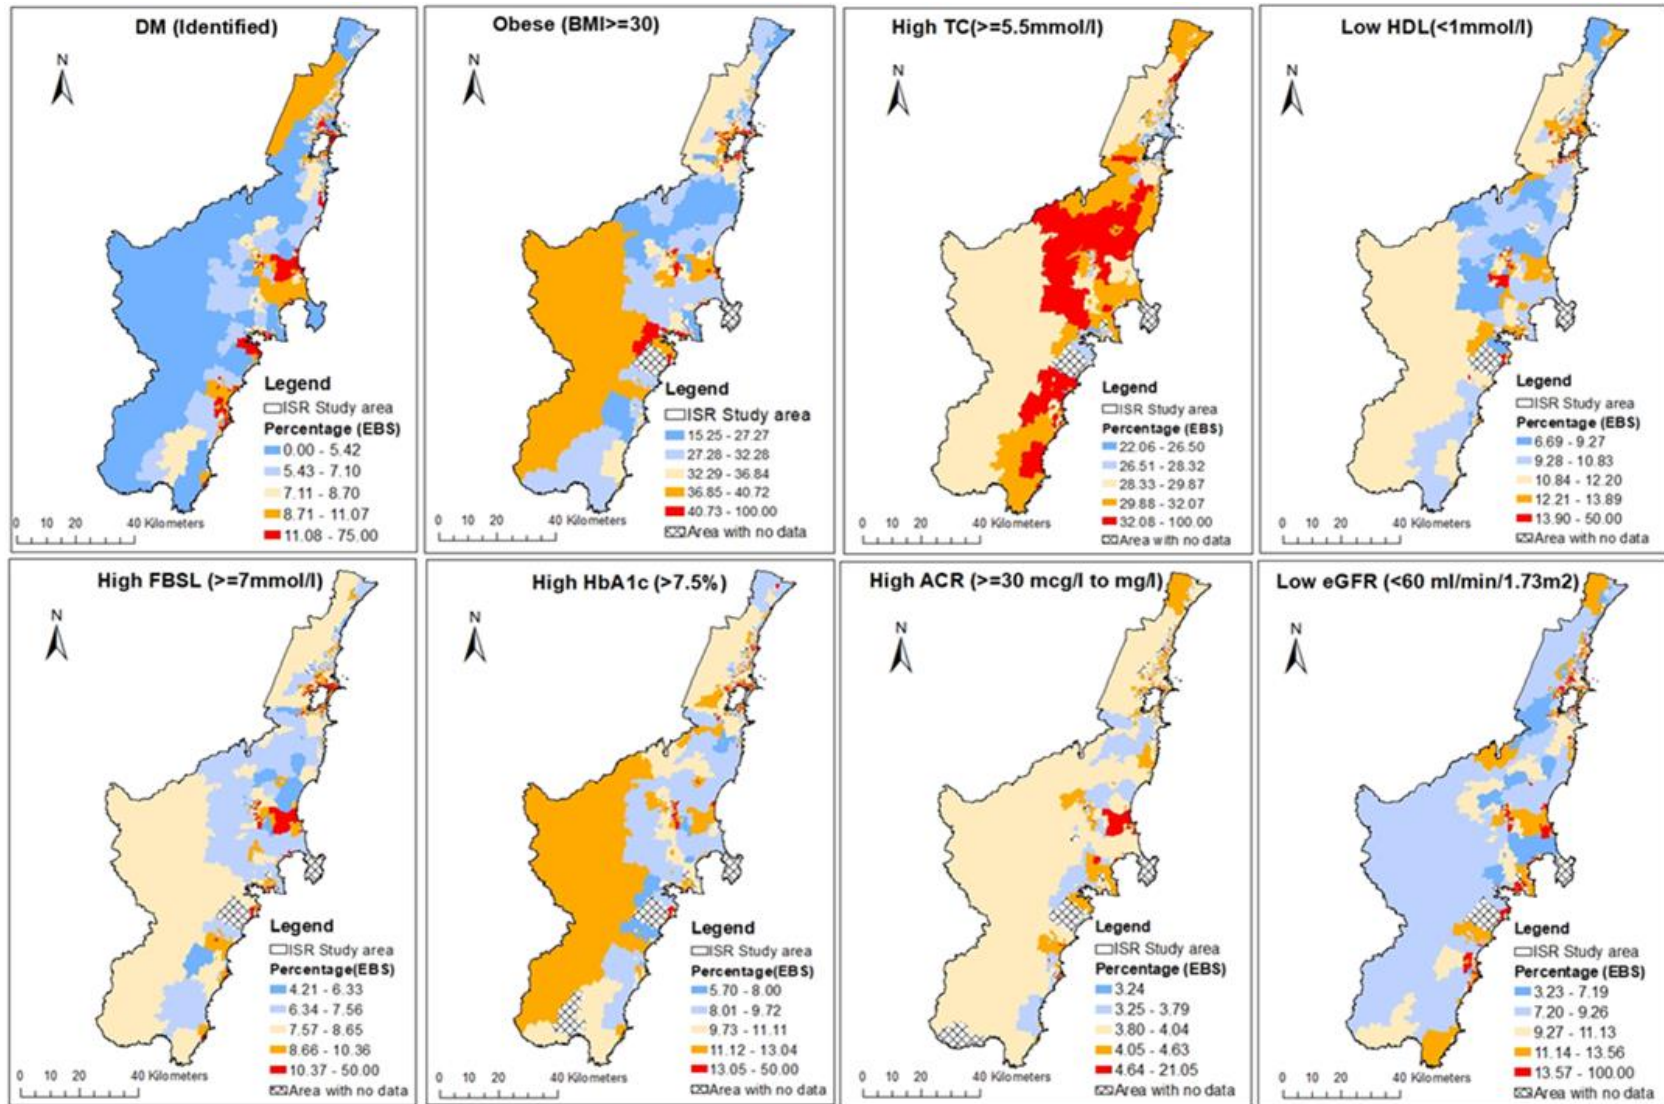 DM (Identified)
N
Legend
ISR Study area
Percentage (EBS)
0.00 - 5.42
5.43 - 7.10
7.11 - 8.70
8.71 - 11.07
11.08 - 75.00
0 20 40 Kilometers
Obese (BMI>=30)
N
Legend
ISR Study area
Percentage (EBS)
15.25 - 27.27
27.28 - 32.28
32.29 - 36.84
36.85 - 40.72
40.73 - 100.00
Area with no data
0 20 40 Kilometers
High TC(>=5.5mmol/l)
N
Legend
ISR Study area
Percentage (EBS)
22.06 - 26.50
26.51 - 28.32
28.33 - 29.87
29.88 - 32.07
32.08 - 100.00
Area with no data
0 20 40 Kilometers
Low HDL(<1mmol/l)
N
Legend
ISR Study area
Percentage (EBS)
6.69 - 9.27
9.28 - 10.83
10.84 - 12.20
12.21 - 13.89
13.90 - 50.00
Area with no data
0 20 40 Kilometers
High FBSL (>=7mmol/l)
N
Legend
ISR Study area
Percentage(EBS)
4.21 - 6.33
6.34 - 7.56
7.57 - 8.65
8.66 - 10.36
10.37 - 50.00
Area with no data
0 20 40 Kilometers
High HbA1c (>7.5%)
N
Legend
ISR Study area
Percentage(EBS)
5.70 - 8.00
8.01 - 9.72
9.73 - 11.11
11.12 - 13.04
13.05 - 50.00
Area with no data
0 20 40 Kilometers
High ACR (>=30 mcg/l to mg/l)
N
Legend
ISR Study area
Percentage (EBS)
3.24
3.25 - 3.79
3.80 - 4.04
4.05 - 4.63
4.64 - 21.05
Area with no data
0 20 40 Kilometers
Low eGFR (<60 ml/min/1.73m2)
N
Legend
ISR Study area
Percentage (EBS)
3.23 - 7.19
7.20 - 9.26
9.27 - 11.13
11.14 - 13.56
13.57 - 100.00
Area with no data
0 20 40 Kilometers